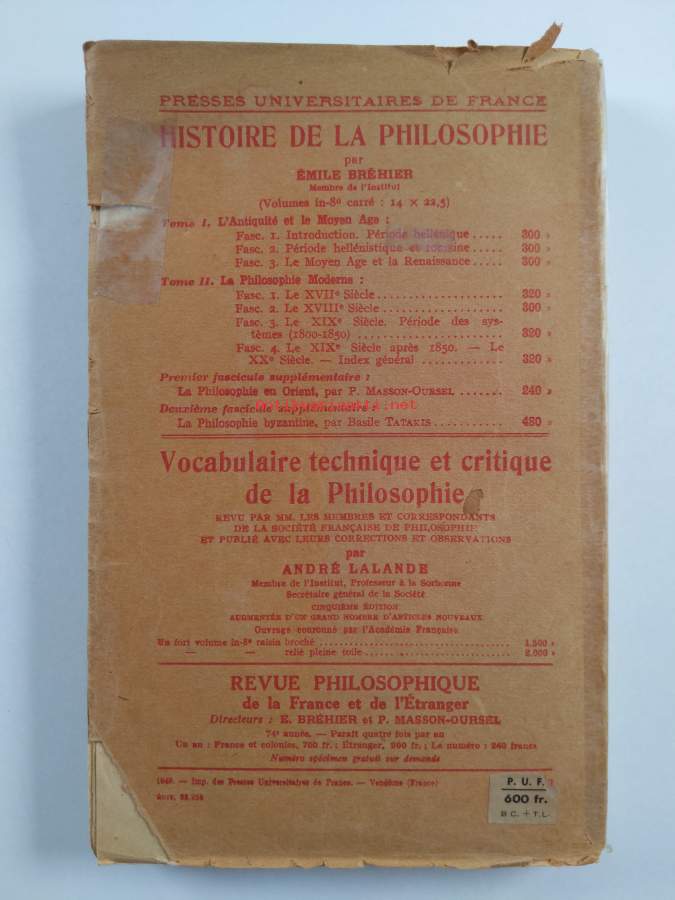 PRESSES UNIVERSITAIRES DE FRANCE
HISTOIRE DE LA PHILOSOPHIE
par
ÉMILE BRÉHIER
Membre de l'Institut
(Volumes in-8º carré : 14 × 22,5)
Tome I. L'Antiquité et le Moyen Age :
Fasc. 1. Introduction. Période hellénique ..... 300 »
Fasc. 2. Période hellénistique et romaine 300 »
Fasc. 3. Le Moyen Age et la Renaissance ..... 300 »
Tome II. La Philosophie Moderne :
Fasc. 1. Le XVIIe Siècle .................... 320 »
Fasc. 2. Le XVIIIe Siècle .................... 300 »
Fasc. 3. Le XIXe Siècle. Période des sys-
tèmes (1800-1850) .................... 320 »
Fasc. 4. Le XIXe Siècle après 1850. — Le
XXe Siècle. — Index général ............. 320 »
Premier fascicule supplémentaire :
La Philosophie en Orient, par P. MASSON-OURSEL ....... 240 »
antikvariaatti.net
Deuxième fascicule supplémentaire :
La Philosophie byzantine, par Basile TATAKIS ............ 480 »
Vocabulaire technique et critique
de la Philosophie
REVU PAR MM. LES MEMBRES ET CORRESPONDANTS
DE LA SOCIÉTÉ FRANÇAISE DE PHILOSOPHIE
ET PUBLIÉ AVEC LEURS CORRECTIONS ET OBSERVATIONS
par
ANDRÉ LALANDE
Membre de l'Institut, Professeur à la Sorbonne
Secrétaire général de la Société
CINQUIÈME ÉDITION
AUGMENTÉE D'UN GRAND NOMBRE D'ARTICLES NOUVEAUX
Ouvrage couronné par l'Académie Française
Un fort volume in-8º raisin broché .................... 1.500 »
— — relié pleine toile .................... 2.000 »
REVUE PHILOSOPHIQUE
de la France et de l'Étranger
Directeurs : E. BRÉHIER et P. MASSON-OURSEL
74e année. — Paraît quatre fois par an
Un an : France et colonies, 700 fr. ; Étranger, 900 fr. ; Le numéro : 240 francs
Numéro spécimen gratuit sur demande
1949. — Imp. des Presses Universitaires de France. — Vendôme (France)
P. U. F.
600 fr.
B C. + T.L.